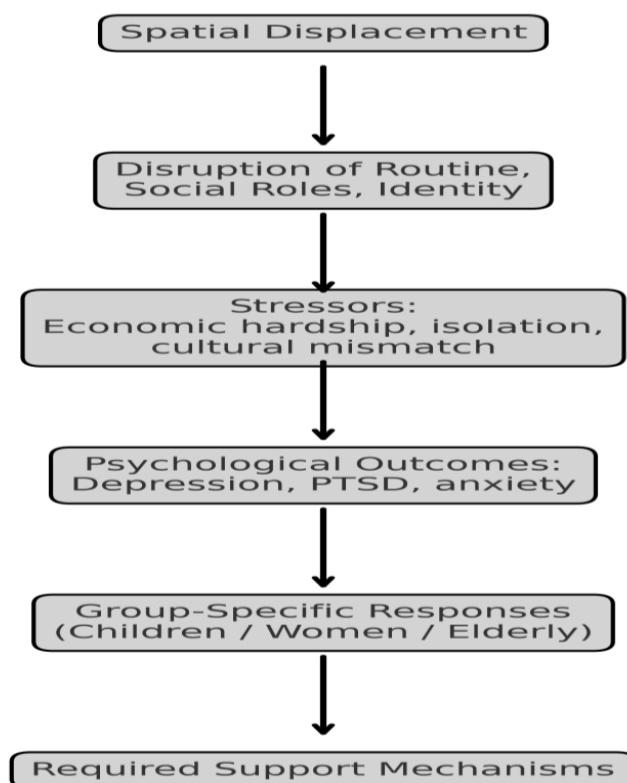 Spatial Displacement
Disruption of Routine,
Social Roles, Identity
Stressors:
Economic hardship, isolation,
cultural mismatch
Psychological Outcomes:
Depression, PTSD, anxiety
Group-Specific Responses
(Children / Women / Elderly)
Required Support Mechanisms